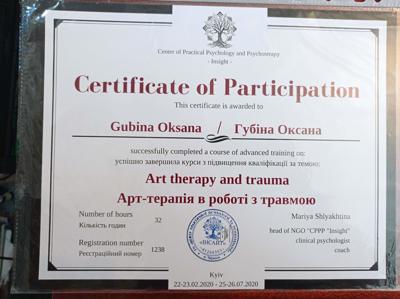 Center of Practical Psychology and Psychoterapy
- Insight -
Certificate of Participation
This certificate is awarded to
Gubina Oksana / Губіна Оксана
successfully completed a course of advanced training on:
успішно завершила курси з підвищення кваліфікації за темою:
Art therapy and trauma
Арт-терапія в роботі з травмою
Number of hours
Кількість годин
32
Registration number
Реєстраційний номер
1238
«ІНСАЙТ»
Mariya Shlyakhtina
head of NGO "CPPP "Insight"
clinical psychologist
coach
Kyiv
22-23.02.2020 - 25-26.07.2020